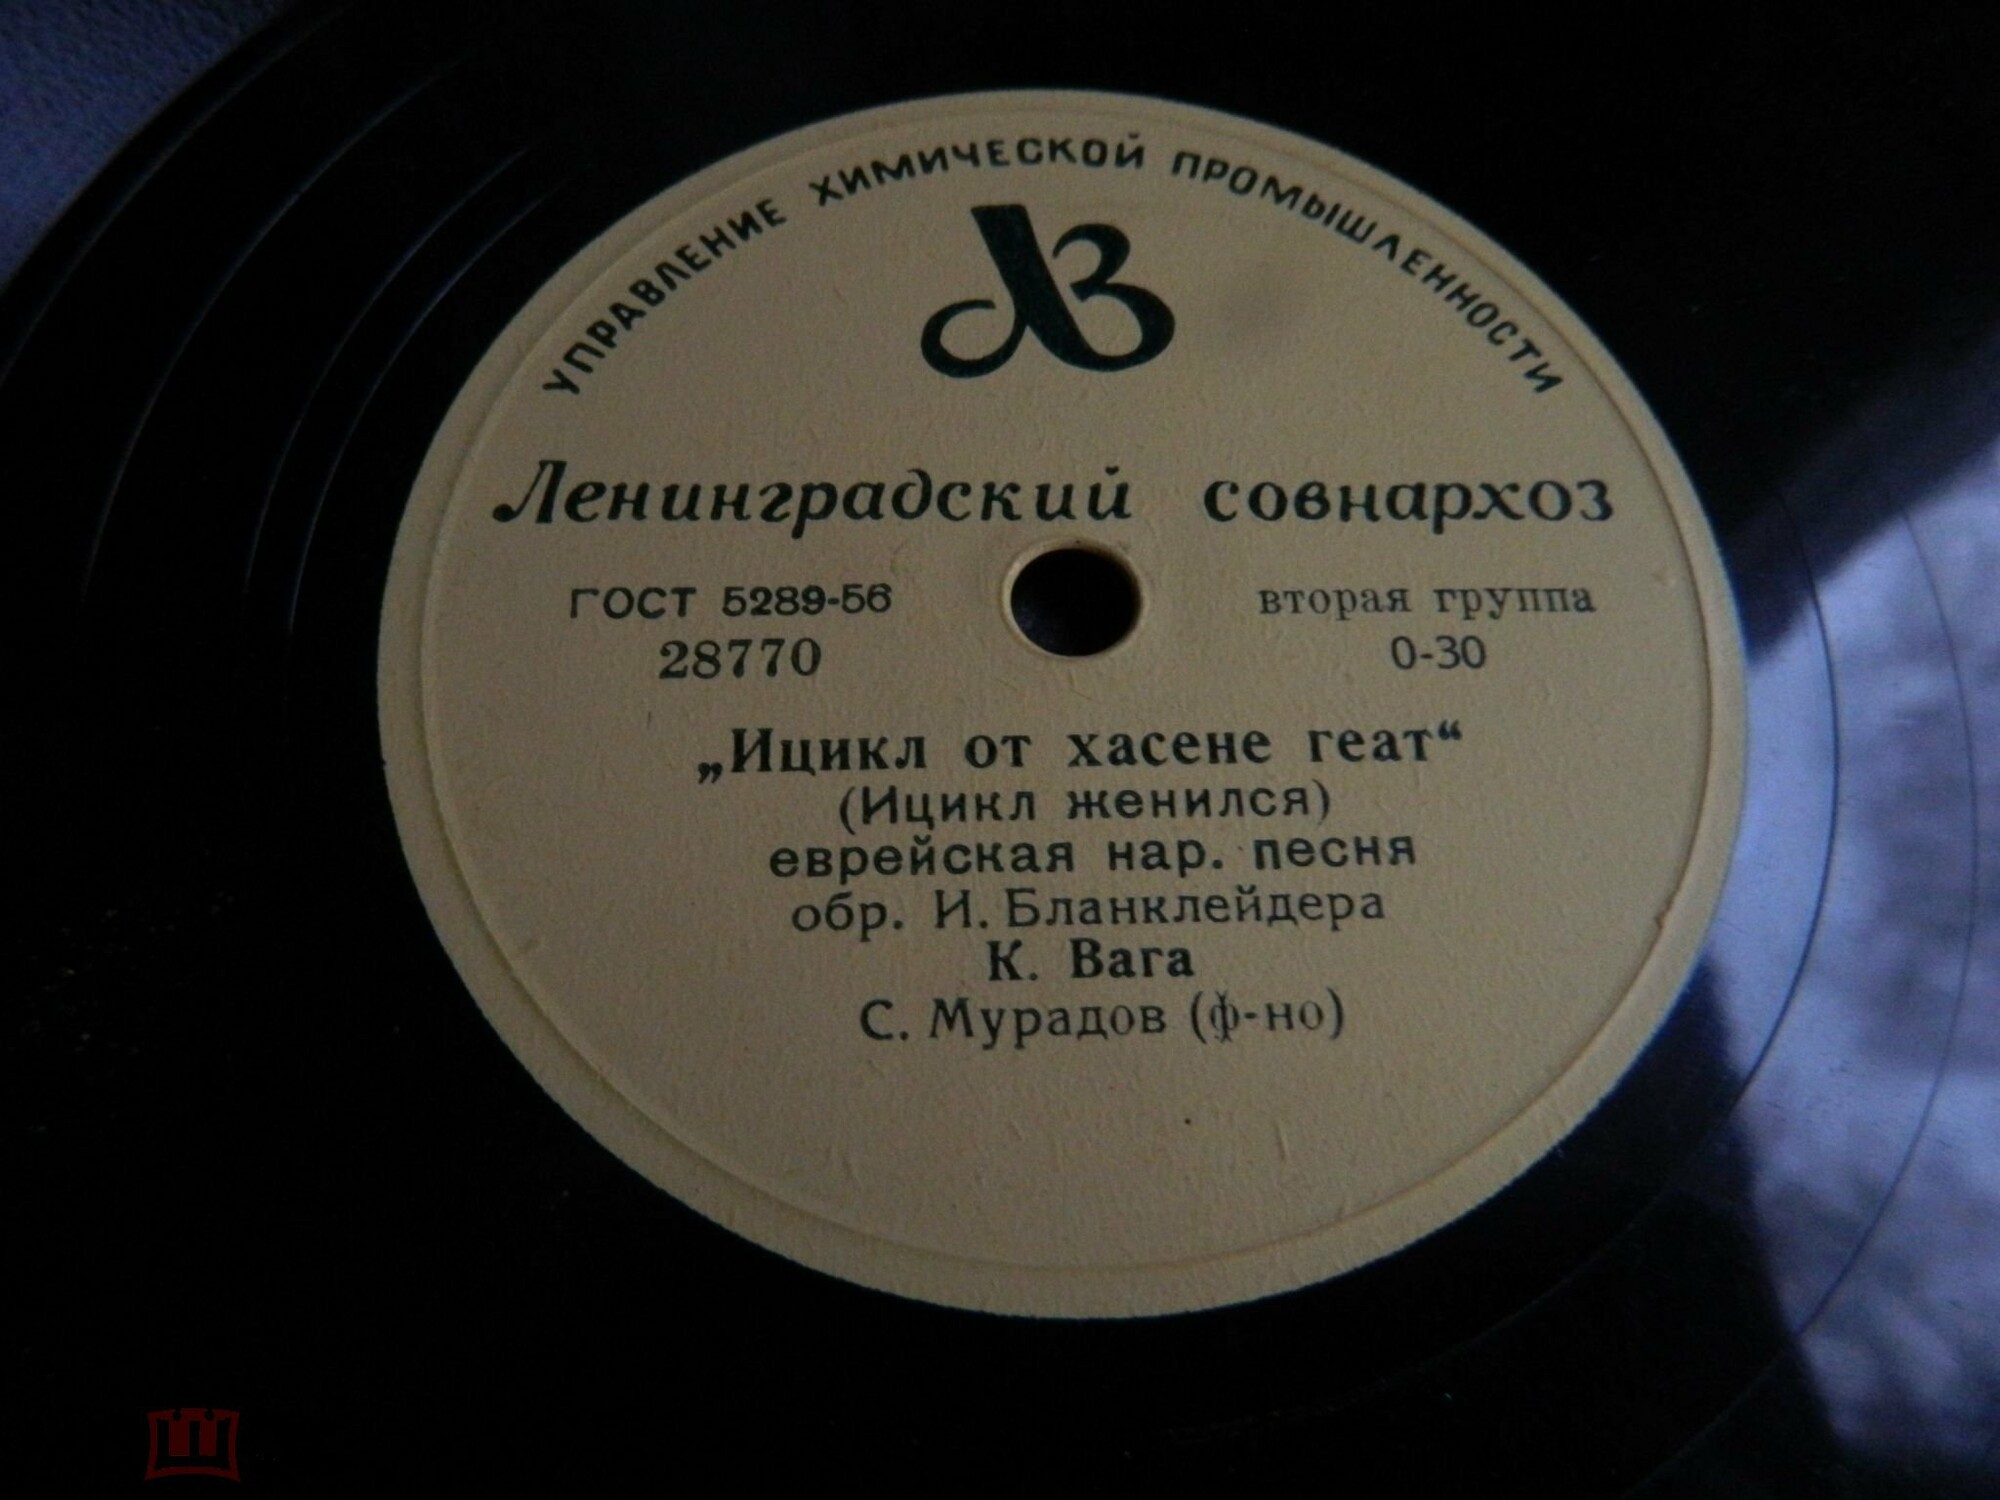 УПРАВЛЕНИЕ ХИМИЧЕСКОЙ ПРОМЫШЛЕННОСТИ
ЛЗ
Ленинградский совнархоз
ГОСТ 5289-56 вторая группа
28770 0-30
„Ицикл от хасене геат“
(Ицикл женился)
еврейская нар. песня
обр. И. Бланклейдера
К. Вага
С. Мурадов (ф-но)